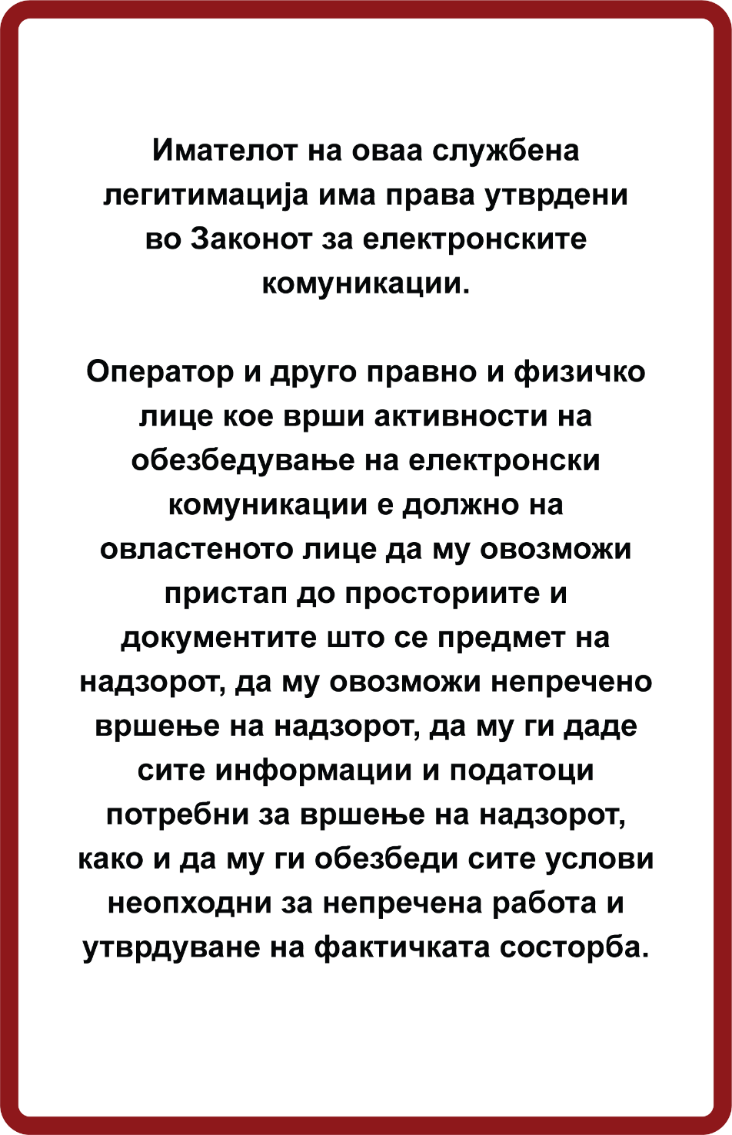 Имателот на оваа службена
легитимација има права утврдени
во Законот за електронските
комуникации.
Оператор и друго правно и физичко
лице кое врши активности на
обезбедување на електронски
комуникации е должно на
овластеното лице да му овозможи
пристап до просториите и
документите што се предмет на
надзорот, да му овозможи непречено
вршење на надзорот, да му ги даде
сите информации и податоци
потребни за вршење на надзорот,
како и да му ги обезбеди сите услови
неопходни за непречена работа и
утврдуване на фактичката состорба.